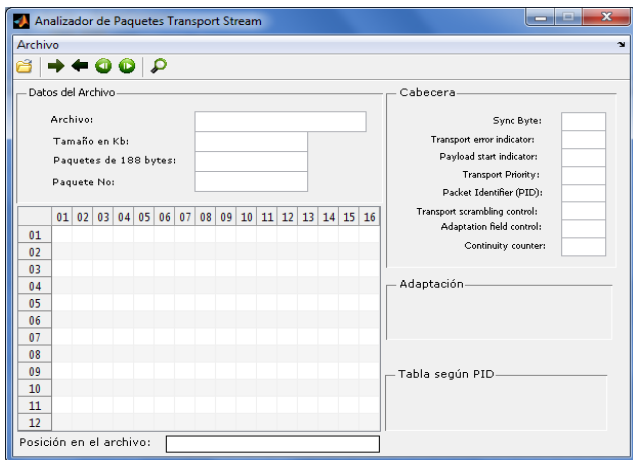 Analizador de Paquetes Transport Stream
Archivo
Datos del Archivo
Archivo:
Tamaño en Kb:
Paquetes de 188 bytes:
Paquete No:
Cabecera
Sync Byte:
Transport error indicator:
Payload start indicator:
Transport Priority:
Packet Identifier (PID):
Transport scrambling control:
Adaptation field control:
Continuity counter:
01 02 03 04 05 06 07 08 09 10 11 12 13 14 15 16
01
02
03
04
05
06
07
08
09
10
11
12
Adaptación
Tabla según PID
Posición en el archivo: